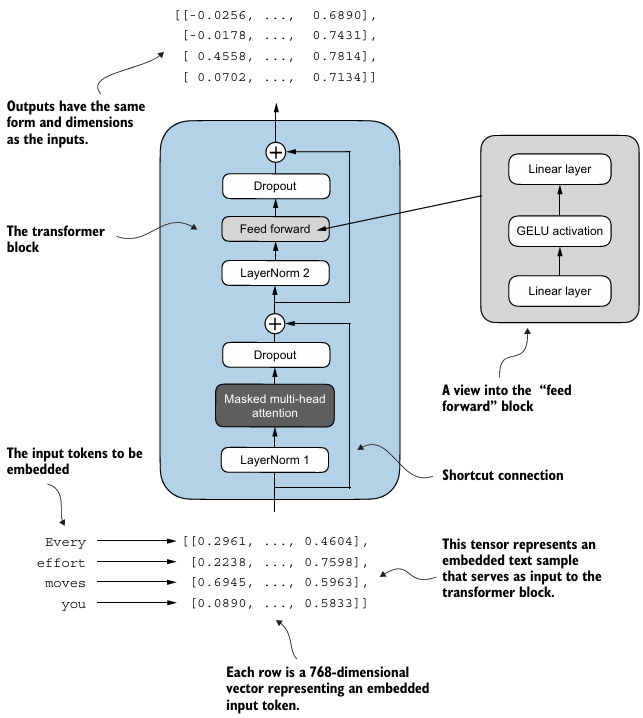 [[-0.0256, ..., 0.6890],
[-0.0178, ..., 0.7431],
[ 0.4558, ..., 0.7814],
[ 0.0702, ..., 0.7134]]
Outputs have the same
form and dimensions
as the inputs.
Dropout
Feed forward
LayerNorm 2
Dropout
Masked multi-head
attention
LayerNorm 1
The transformer
block
Linear layer
GELU activation
Linear layer
A view into the “feed
forward” block
Shortcut connection
The input tokens to be
embedded
Every [[0.2961, ..., 0.4604],
effort [0.2238, ..., 0.7598],
moves [0.6945, ..., 0.5963],
you [0.0890, ..., 0.5833]]
This tensor represents an
embedded text sample
that serves as input to the
transformer block.
Each row is a 768-dimensional
vector representing an embedded
input token.